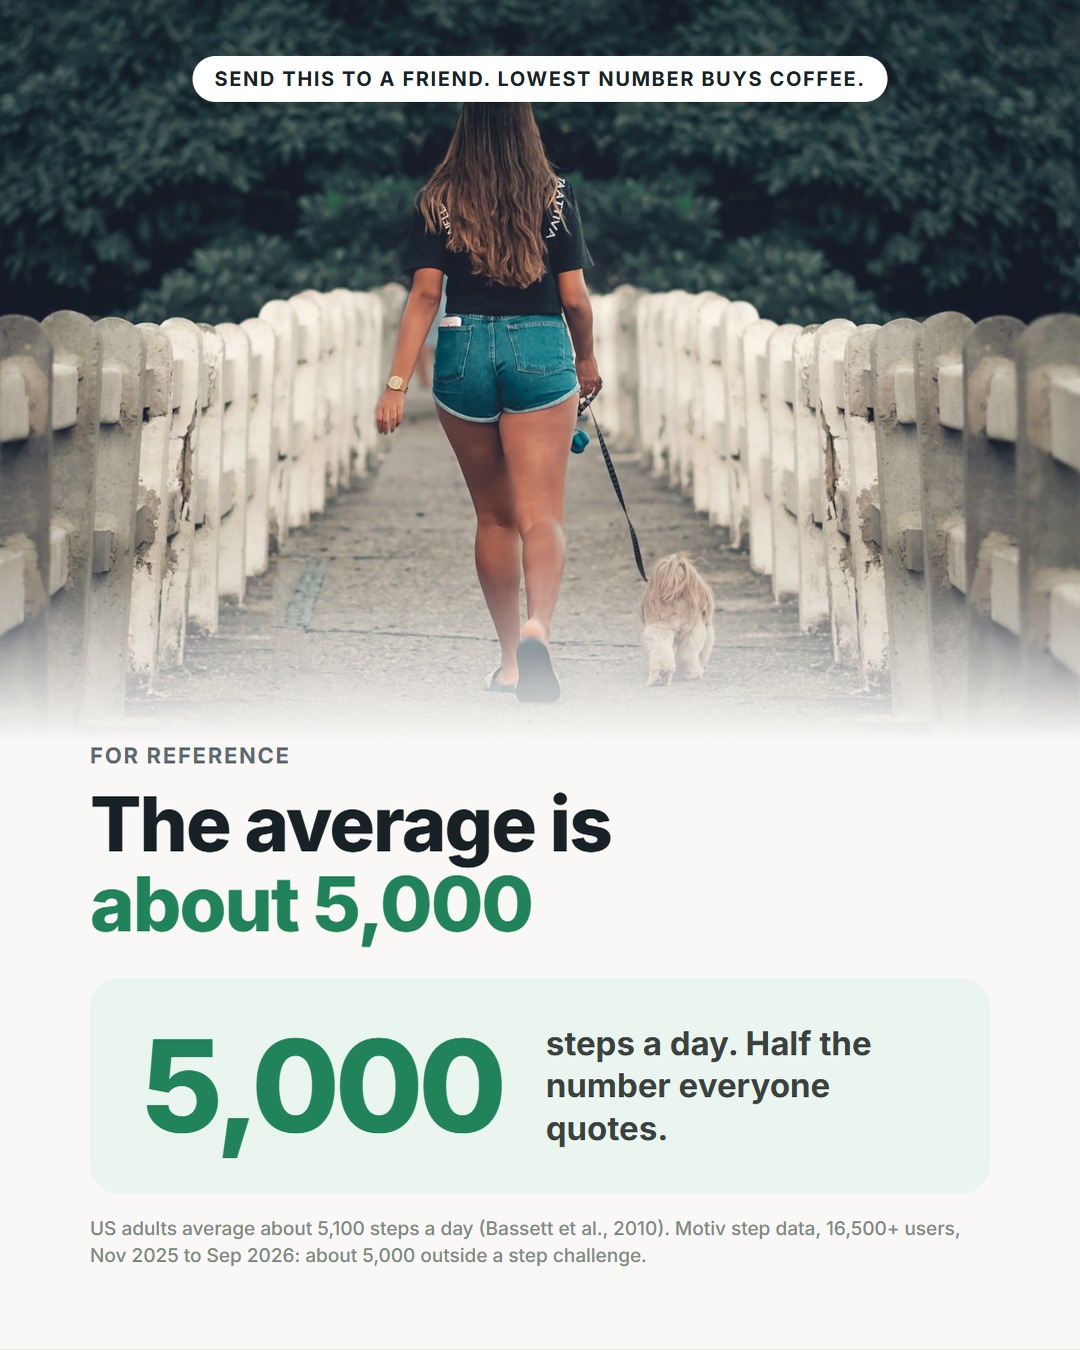 SEND THIS TO A FRIEND. LOWEST NUMBER BUYS COFFEE.
FOR REFERENCE
The average is
about 5,000
5,000
steps a day. Half the
number everyone
quotes.
US adults average about 5,100 steps a day (Bassett et al., 2010). Motiv step data, 16,500+ users,
Nov 2025 to Sep 2026: about 5,000 outside a step challenge.